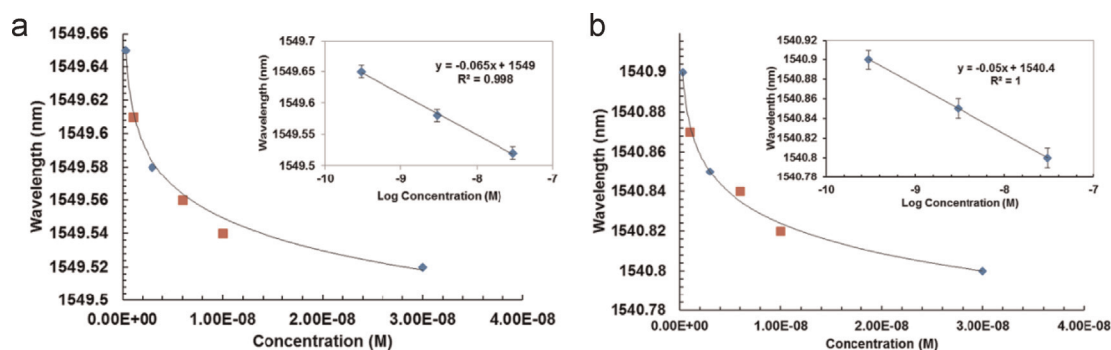 a
1549.66
1549.64
1549.62
1549.6
1549.58
1549.56
1549.54
1549.52
1549.5
0.00E+00 1.00E-08 2.00E-08 3.00E-08 4.00E-08
Concentration (M)
Wavelength (nm)
1549.7
1549.65
1549.6
1549.55
1549.5
-10 -9 -8 -7
Log Concentration (M)
Wavelength (nm)
y = -0.065x + 1549
R² = 0.998
b
1540.9
1540.88
1540.86
1540.84
1540.82
1540.8
1540.78
0.00E+00 1.00E-08 2.00E-08 3.00E-08 4.00E-08
Concentration (M)
Wavelength (nm)
1540.92
1540.9
1540.88
1540.86
1540.84
1540.82
1540.8
1540.78
-10 -9 -8 -7
Log Concentration (M)
Wavelenth (nm)
y = -0.05x + 1540.4
R² = 1